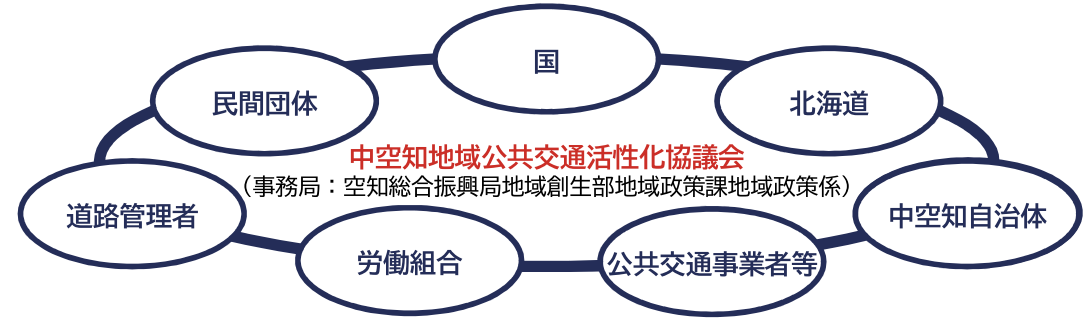 国
民間団体
北海道
中空知地域公共交通活性化協議会
（事務局：空知総合振興局地域創生部地域政策課地域政策係）
道路管理者
中空知自治体
労働組合
公共交通事業者等